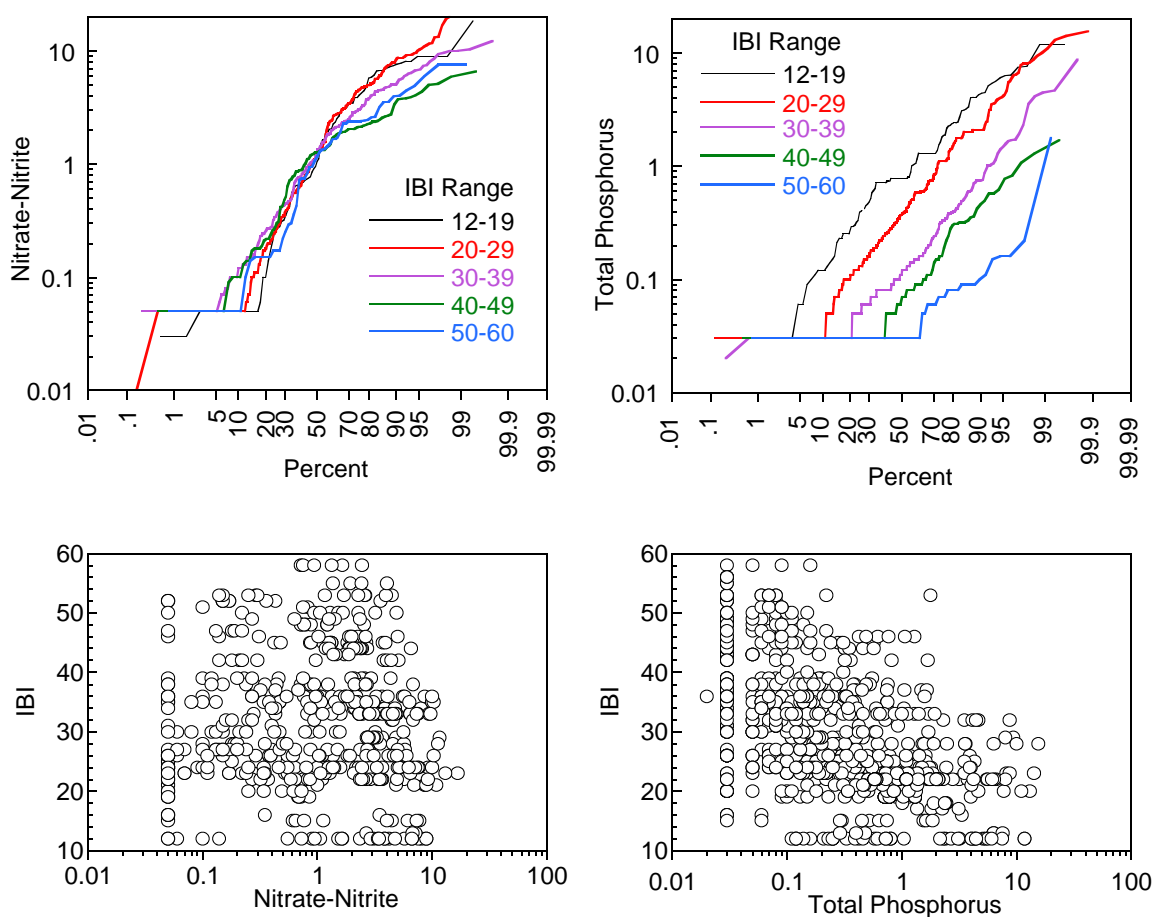 10
1
0.1
0.01
Nitrate-Nitrite
IBI Range
12-19
20-29
30-39
40-49
50-60
.01 .1 1 5 10 20 30 50 70 80 90 95 99 99.9 99.99
Percent
10
1
0.1
0.01
Total Phosphorus
IBI Range
12-19
20-29
30-39
40-49
50-60
.01 .1 1 5 10 20 30 50 70 80 90 95 99 99.9 99.99
Percent
60
50
40
30
20
10
IBI
0.01 0.1 1 10 100
Nitrate-Nitrite
60
50
40
30
20
10
IBI
0.01 0.1 1 10 100
Total Phosphorus